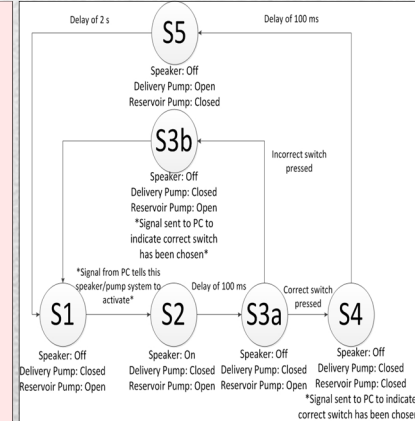 Delay of 2 s
S5
Delay of 100 ms
Speaker: Off
Delivery Pump: Open
Reservoir Pump: Closed
S3b
Incorrect switch
pressed
Speaker: Off
Delivery Pump: Closed
Reservoir Pump: Open
*Signal sent to PC to
indicate correct switch
has been chosen*
*Signal from PC tells this
speaker/pump system to
activate*
Delay of 100 ms
Correct switch
pressed
S1
S2
S3a
S4
Speaker: Off
Delivery Pump: Closed
Reservoir Pump: Open
Speaker: On
Delivery Pump: Closed
Reservoir Pump: Open
Speaker: Off
Delivery Pump: Closed
Reservoir Pump: Open
Speaker: Off
Delivery Pump: Closed
Reservoir Pump: Closed
*Signal sent to PC to indicate
correct switch has been chosen